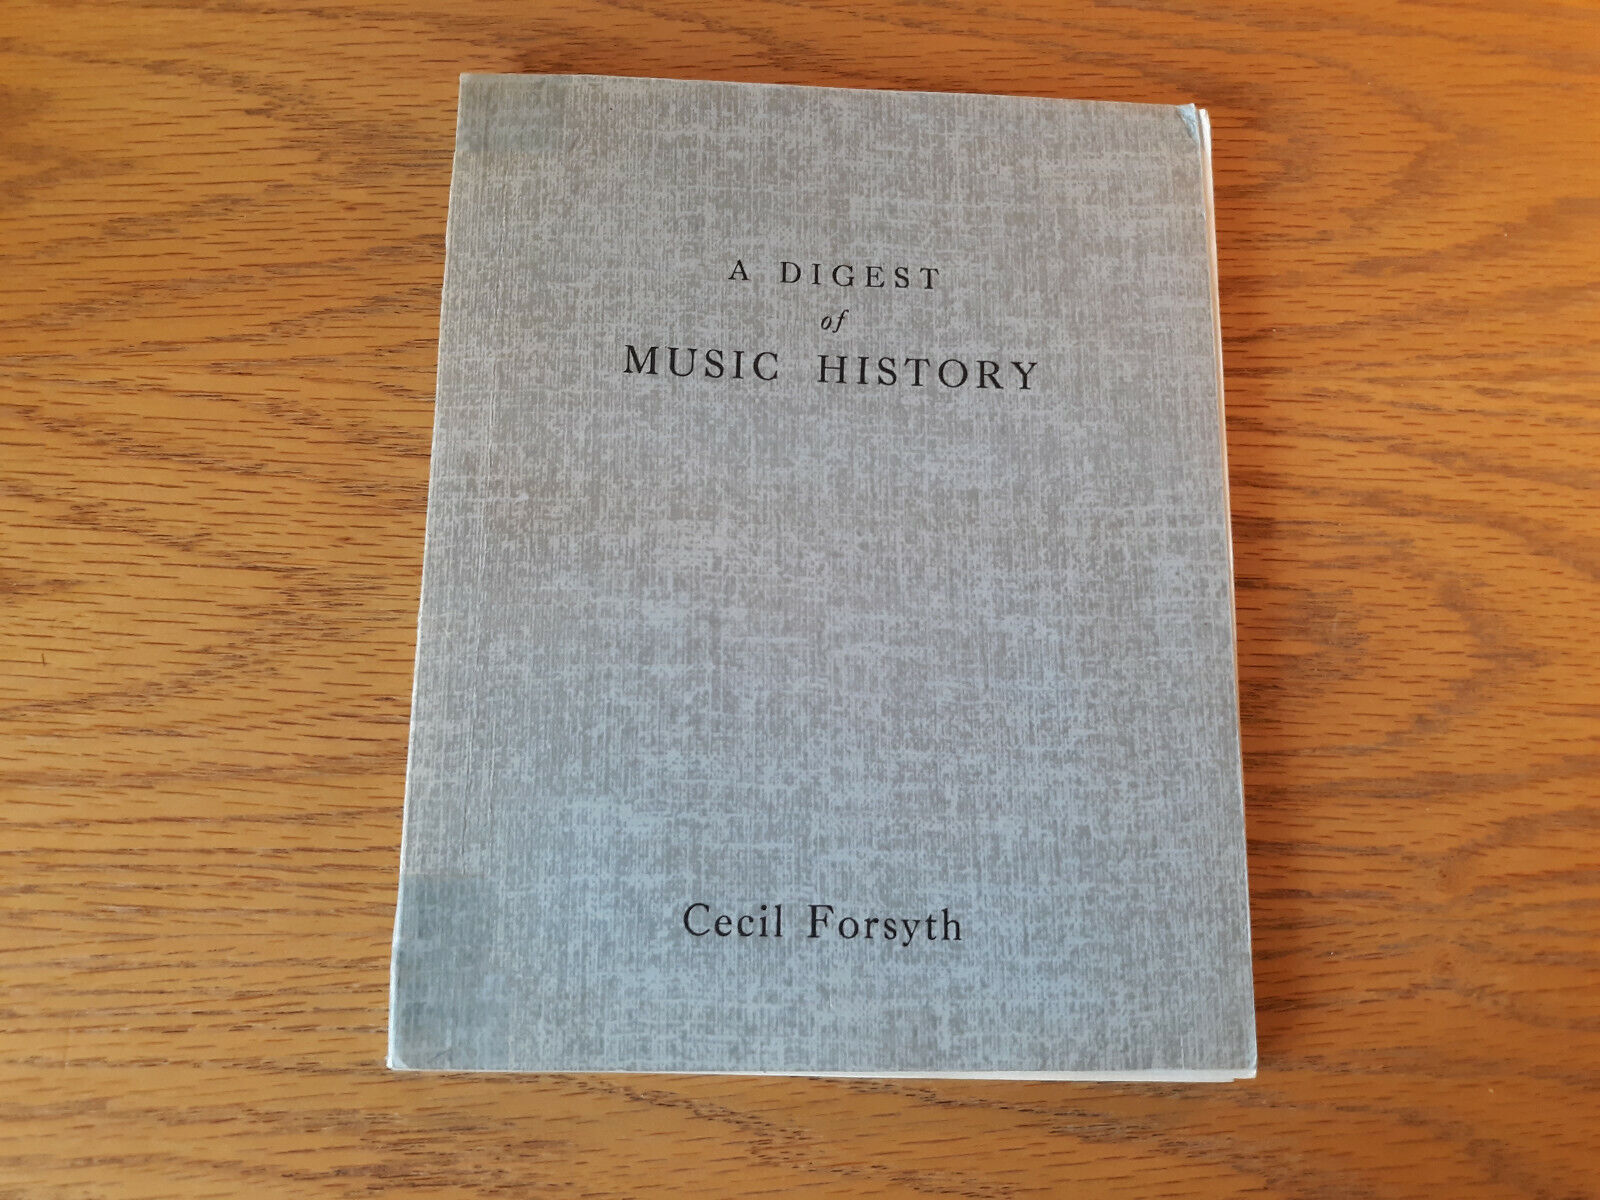 A DIGEST
of
MUSIC HISTORY
Cecil Forsyth